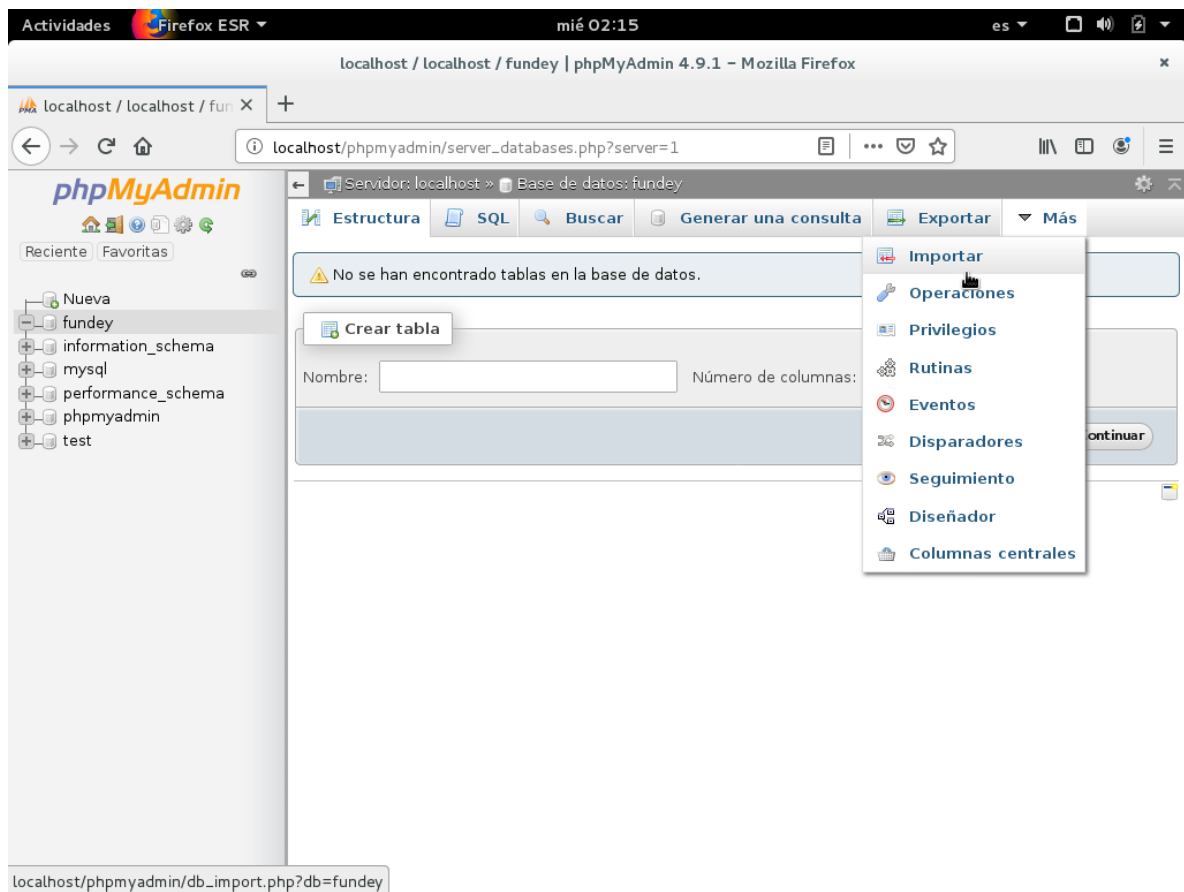 Actividades Firefox ESR mié 02:15 es
localhost / localhost / fundey | phpMyAdmin 4.9.1 – Mozilla Firefox
localhost / localhost / fun
localhost/phpmyadmin/server_databases.php?server=1
phpMyAdmin
Reciente Favoritas
Nueva
fundey
information_schema
mysql
performance_schema
phpmyadmin
test
Servidor: localhost » Base de datos: fundey
Estructura SQL Buscar Generar una consulta Exportar Más
No se han encontrado tablas en la base de datos.
Crear tabla
Nombre: Número de columnas:
ontinuar
Importar
Operaciones
Privilegios
Rutinas
Eventos
Disparadores
Seguimiento
Diseñador
Columnas centrales
localhost/phpmyadmin/db_import.php?db=fundey